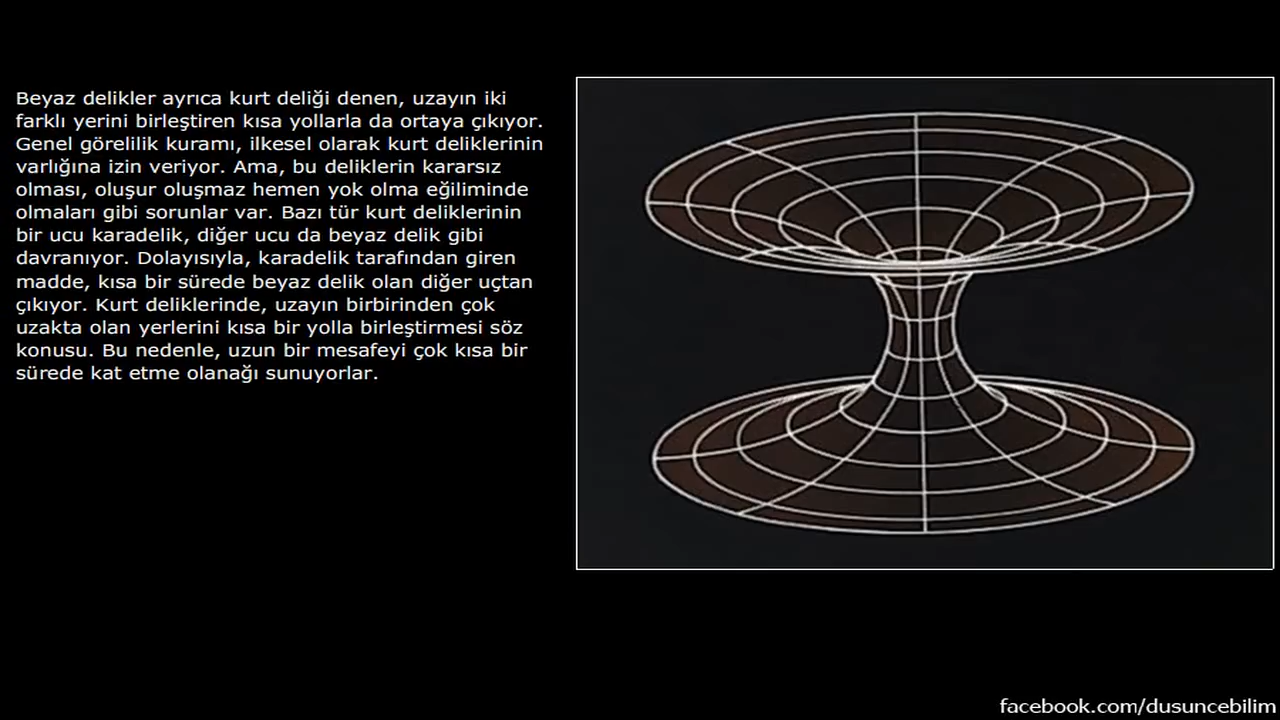 Beyaz delikler ayrıca kurt deliği denen, uzayın iki
farklı yerini birleştiren kısa yollarla da ortaya çıkıyor.
Genel görelilik kuramı, ilkesel olarak kurt deliklerinin
varlığına izin veriyor. Ama, bu deliklerin kararsız
olması, oluşur oluşmaz hemen yok olma eğiliminde
olmaları gibi sorunlar var. Bazı tür kurt deliklerinin
bir ucu karadelik, diğer ucu da beyaz delik gibi
davranıyor. Dolayısıyla, karadelik tarafından giren
madde, kısa bir sürede beyaz delik olan diğer uçtan
çıkıyor. Kurt deliklerinde, uzayın birbirinden çok
uzakta olan yerlerini kısa bir yolla birleştirmesi söz
konusu. Bu nedenle, uzun bir mesafeyi çok kısa bir
sürede kat etme olanağı sunuyorlar.
facebook.com/dusuncebilim